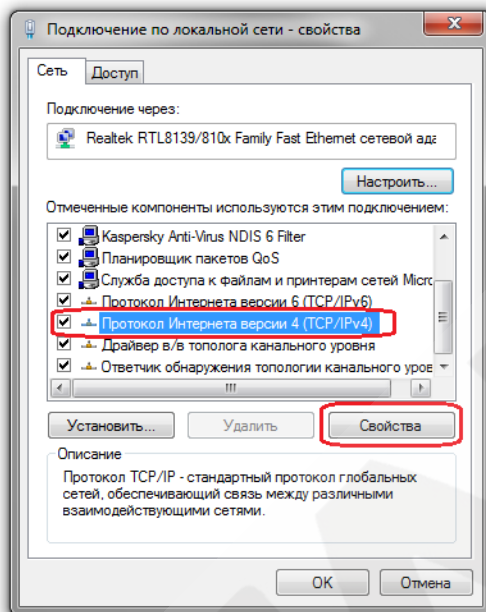 Подключение по локальной сети - свойства
Сеть
Доступ
Подключение через:
Realtek RTL8139/810x Family Fast Ethernet сетевой ада
Настроить...
Отмеченные компоненты используются этим подключением:
Kaspersky Anti-Virus NDIS 6 Filter
Планировщик пакетов QoS
Служба доступа к файлам и принтерам сетей Micro
Протокол Интернета версии 6 (TCP/IPv6)
Протокол Интернета версии 4 (TCP/IPv4)
Драйвер в/в тополога канального уровня
Ответчик обнаружения топологии канального уров
Установить...
Удалить
Свойства
Описание
Протокол TCP/IP - стандартный протокол глобальных
сетей, обеспечивающий связь между различными
взаимодействующими сетями.
OK
Отмена